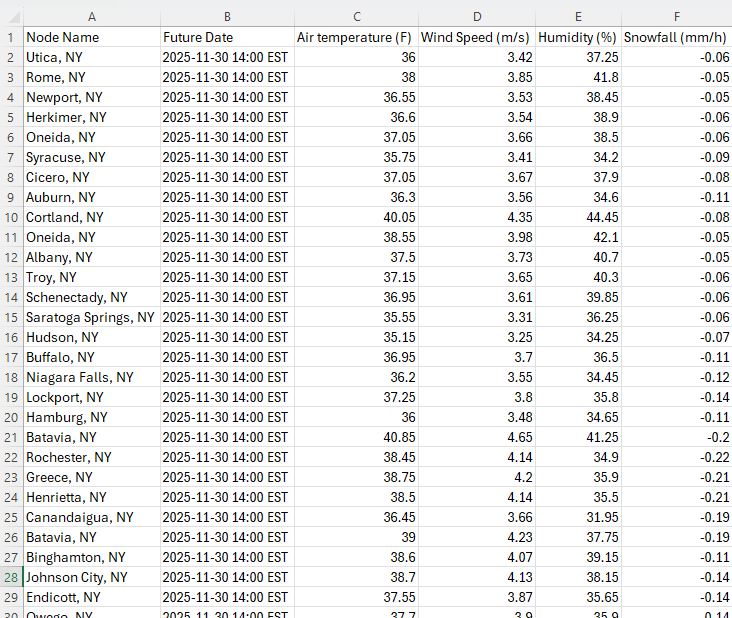 A B C D E F
1 Node Name Future Date Air temperature (F) Wind Speed (m/s) Humidity (%) Snowfall (mm/h)
2 Utica, NY 2025-11-30 14:00 EST 36 3.42 37.25 -0.06
3 Rome, NY 2025-11-30 14:00 EST 38 3.85 41.8 -0.05
4 Newport, NY 2025-11-30 14:00 EST 36.55 3.53 38.45 -0.05
5 Herkimer, NY 2025-11-30 14:00 EST 36.6 3.54 38.9 -0.06
6 Oneida, NY 2025-11-30 14:00 EST 37.05 3.66 38.5 -0.06
7 Syracuse, NY 2025-11-30 14:00 EST 35.75 3.41 34.2 -0.09
8 Cicero, NY 2025-11-30 14:00 EST 37.05 3.67 37.9 -0.08
9 Auburn, NY 2025-11-30 14:00 EST 36.3 3.56 34.6 -0.11
10 Cortland, NY 2025-11-30 14:00 EST 40.05 4.35 44.45 -0.08
11 Oneida, NY 2025-11-30 14:00 EST 38.55 3.98 42.1 -0.05
12 Albany, NY 2025-11-30 14:00 EST 37.5 3.73 40.7 -0.05
13 Troy, NY 2025-11-30 14:00 EST 37.15 3.65 40.3 -0.06
14 Schenectady, NY 2025-11-30 14:00 EST 36.95 3.61 39.85 -0.06
15 Saratoga Springs, NY 2025-11-30 14:00 EST 35.55 3.31 36.25 -0.06
16 Hudson, NY 2025-11-30 14:00 EST 35.15 3.25 34.25 -0.07
17 Buffalo, NY 2025-11-30 14:00 EST 36.95 3.7 36.5 -0.11
18 Niagara Falls, NY 2025-11-30 14:00 EST 36.2 3.55 34.45 -0.12
19 Lockport, NY 2025-11-30 14:00 EST 37.25 3.8 35.8 -0.14
20 Hamburg, NY 2025-11-30 14:00 EST 36 3.48 34.65 -0.11
21 Batavia, NY 2025-11-30 14:00 EST 40.85 4.65 41.25 -0.2
22 Rochester, NY 2025-11-30 14:00 EST 38.45 4.14 34.9 -0.22
23 Greece, NY 2025-11-30 14:00 EST 38.75 4.2 35.9 -0.21
24 Henrietta, NY 2025-11-30 14:00 EST 38.5 4.14 35.5 -0.21
25 Canandaigua, NY 2025-11-30 14:00 EST 36.45 3.66 31.95 -0.19
26 Batavia, NY 2025-11-30 14:00 EST 39 4.23 37.75 -0.19
27 Binghamton, NY 2025-11-30 14:00 EST 38.6 4.07 39.15 -0.11
28 Johnson City, NY 2025-11-30 14:00 EST 38.7 4.13 38.15 -0.14
29 Endicott, NY 2025-11-30 14:00 EST 37.55 3.87 35.65 -0.14
30 Owego, NY 2025-11-30 14:00 EST 37.7 3.9 35.9 -0.14